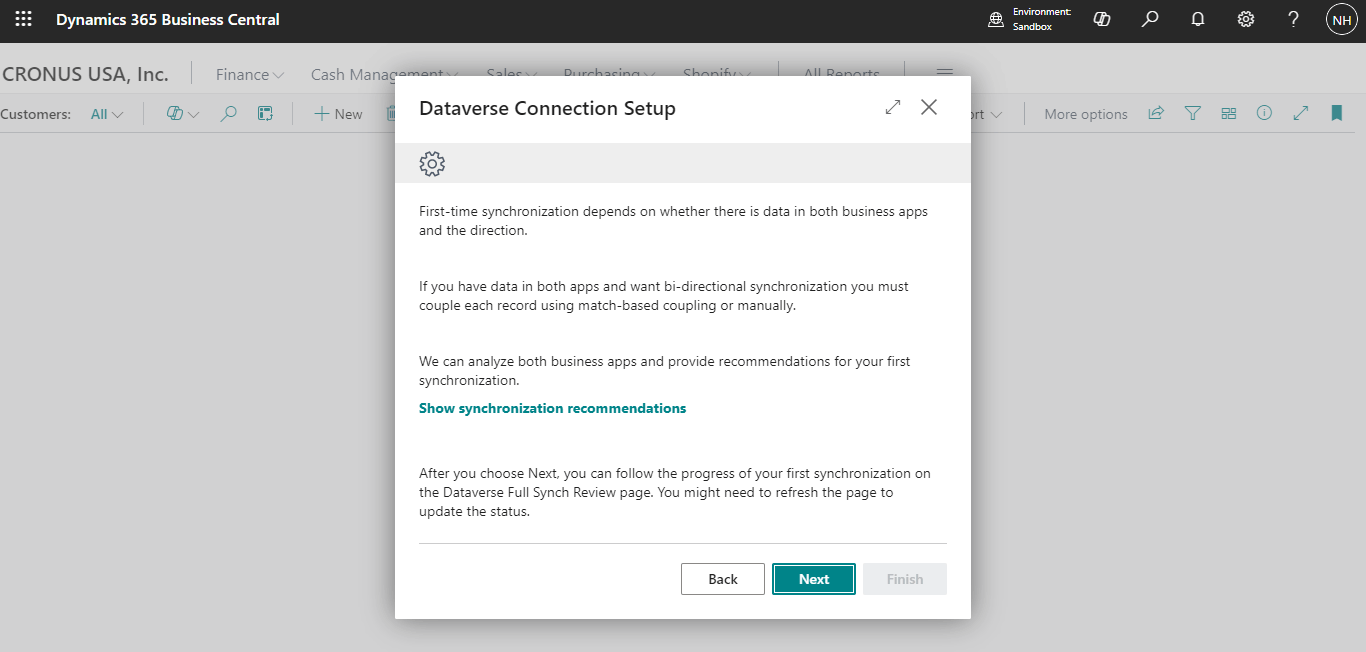 Dynamics 365 Business Central
Environment:
Sandbox
NH
CRONUS USA, Inc.
Finance
Cash Management
Sales
Purchasing
Shopify
All Reports
Customers:
All
New
More options
Dataverse Connection Setup
First-time synchronization depends on whether there is data in both business apps
and the direction.
If you have data in both apps and want bi-directional synchronization you must
couple each record using match-based coupling or manually.
We can analyze both business apps and provide recommendations for your first
synchronization.
Show synchronization recommendations
After you choose Next, you can follow the progress of your first synchronization on
the Dataverse Full Synch Review page. You might need to refresh the page to
update the status.
Back
Next
Finish